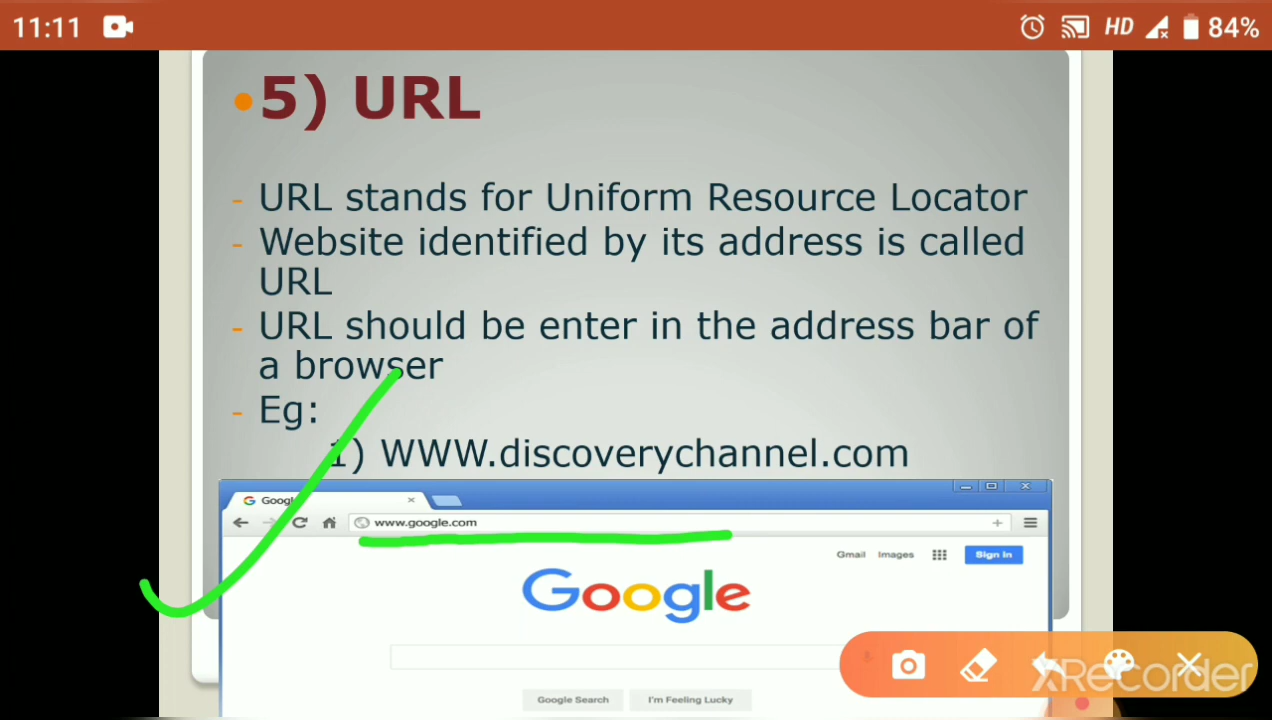 11:11 HD 84%
•5) URL
- URL stands for Uniform Resource Locator
- Website identified by its address is called
URL
- URL should be enter in the address bar of
a browser
- Eg:
1) WWW.discoverychannel.com
Google
www.google.com
Gmail Images Sign in
Google
XRecorder
Google Search I'm Feeling Lucky